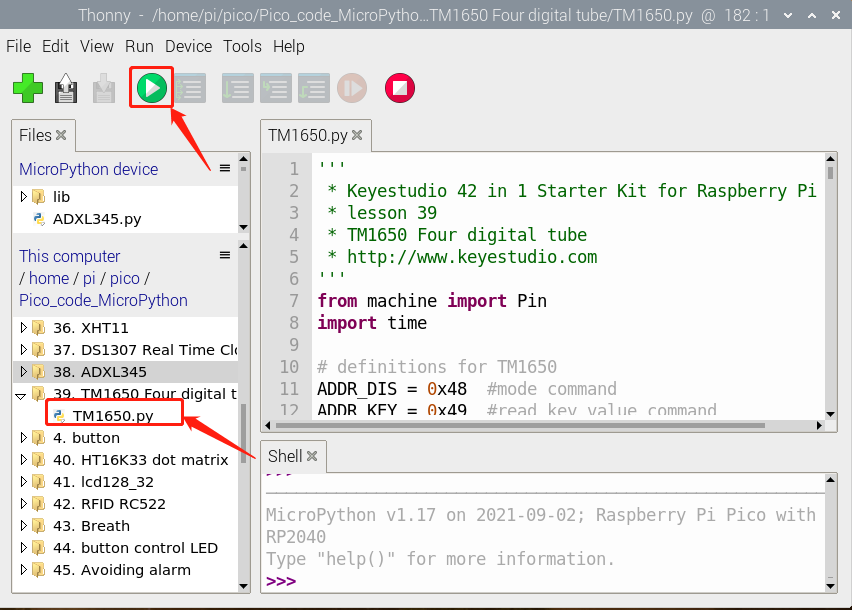 Thonny - /home/pi/pico/Pico_code_MicroPytho...TM1650 Four digital tube/TM1650.py @ 182 : 1
File Edit View Run Device Tools Help
Files
MicroPython device
lib
ADXL345.py
This computer
/ home / pi / pico /
Pico_code_MicroPython
36. XHT11
37. DS1307 Real Time Clo
38. ADXL345
39. TM1650 Four digital t
TM1650.py
4. button
40. HT16K33 dot matrix
41. lcd128_32
42. RFID RC522
43. Breath
44. button control LED
45. Avoiding alarm
TM1650.py
1 '''
2 * Keyestudio 42 in 1 Starter Kit for Raspberry Pi
3 * lesson 39
4 * TM1650 Four digital tube
5 * http://www.keyestudio.com
6 '''
7 from machine import Pin
8 import time
9
10 # definitions for TM1650
11 ADDR_DIS = 0x48 #mode command
12 ADDR_KEY = 0x49 #read key value command
Shell
>>>
MicroPython v1.17 on 2021-09-02; Raspberry Pi Pico with
RP2040
Type "help()" for more information.
>>>